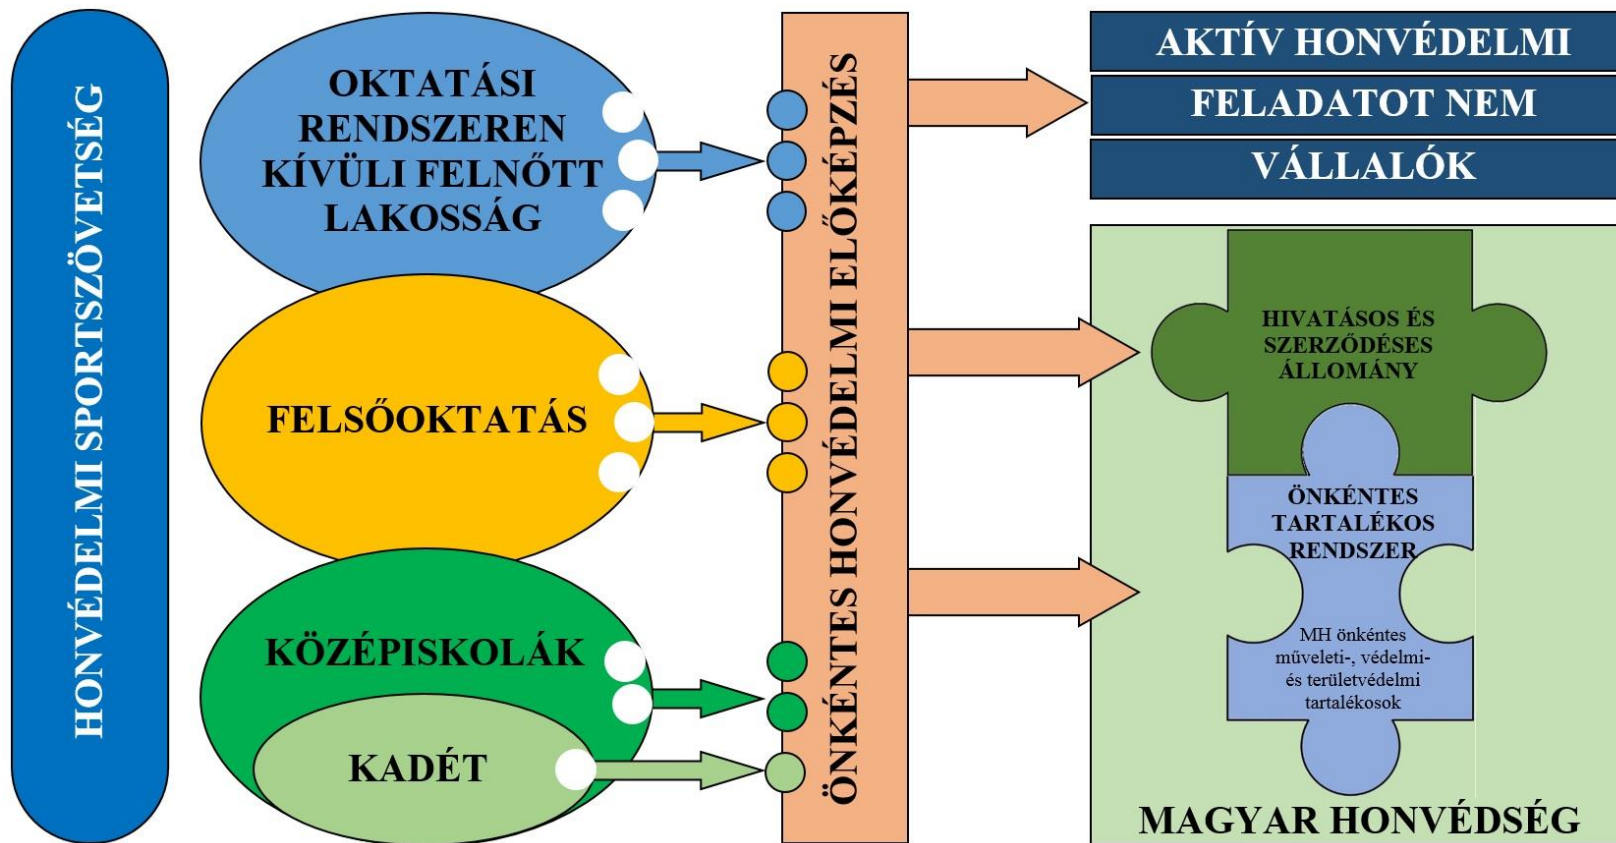 HONVÉDELMI SPORTSZÖVETSÉG
OKTATÁSI
RENDSZEREN
KÍVÜLI FELNŐTT
LAKOSSÁG
FELSŐOKTATÁS
KÖZÉPISKOLÁK
KADÉT
ÖNKÉNTES HONVÉDELMI ELŐKÉPZÉS
AKTÍV HONVÉDELMI
FELADATOT NEM
VÁLLALÓK
HIVATÁSOS ÉS
SZERZŐDÉSES
ÁLLOMÁNY
ÖNKÉNTES
TARTALÉKOS
RENDSZER
MH önkéntes
műveleti-, védelmi-
és területvédelmi
tartalékosok
MAGYAR HONVÉDSÉG